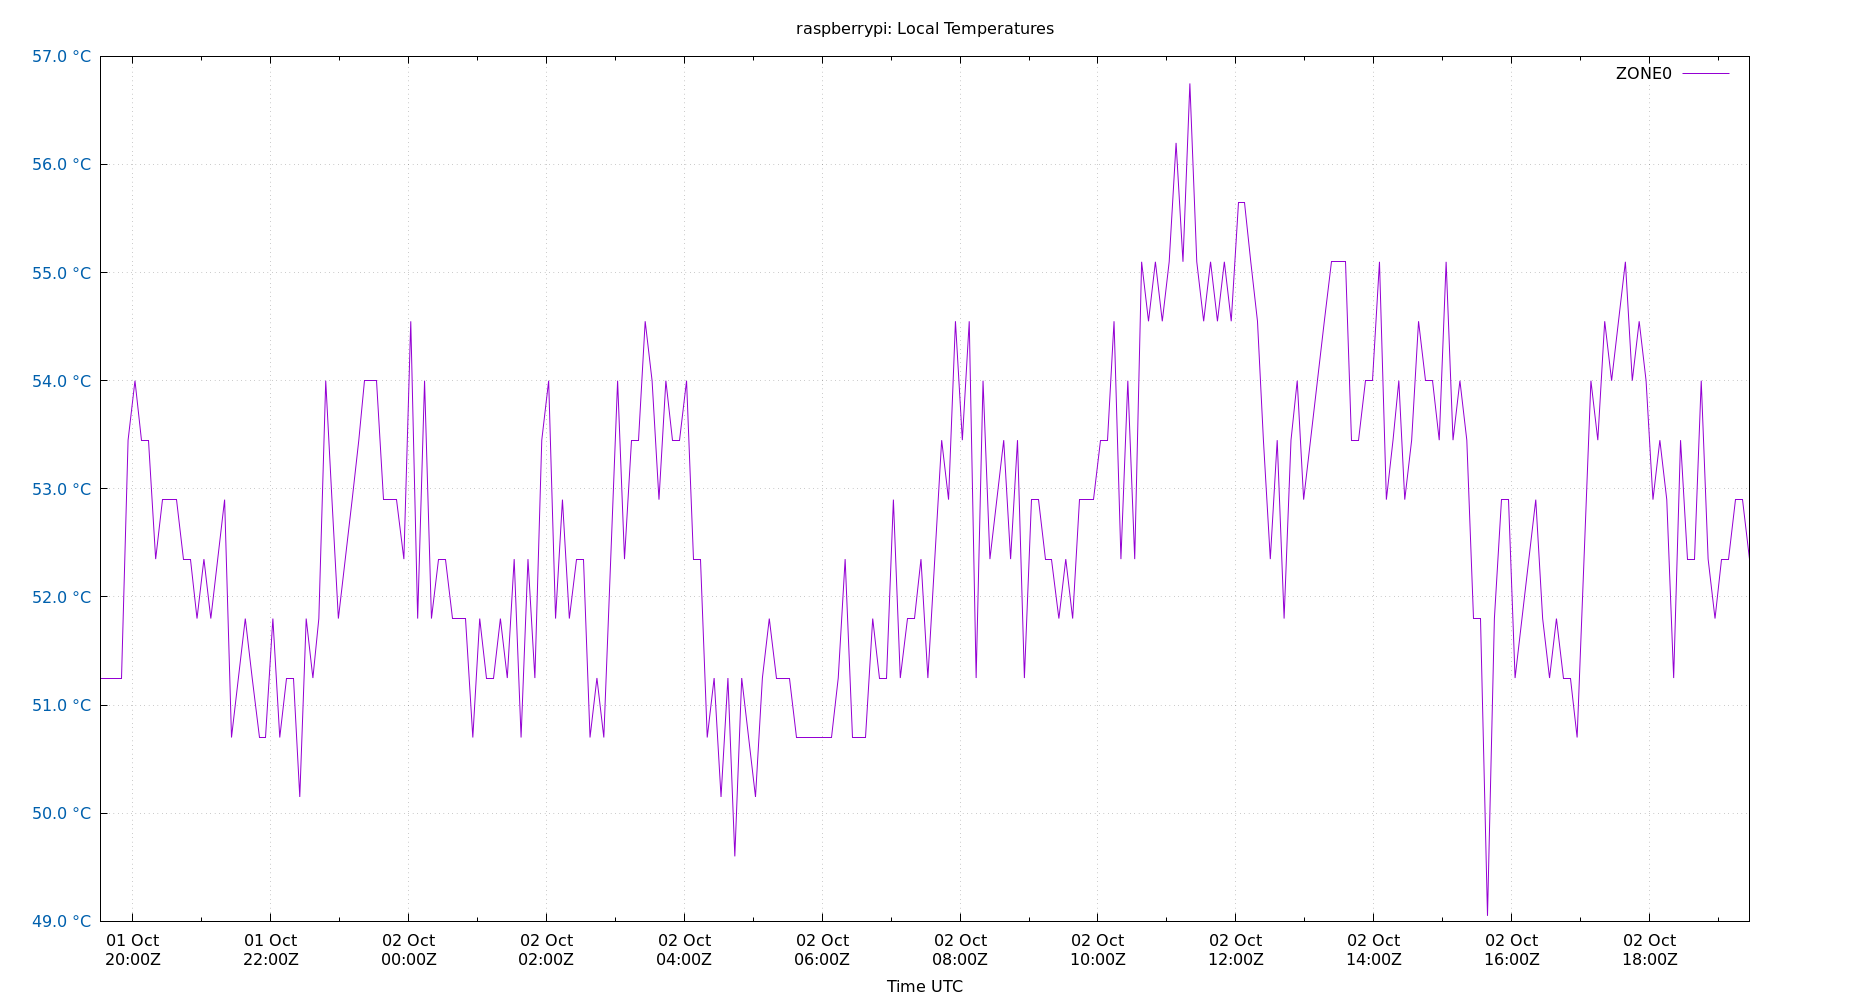 raspberrypi: Local Temperatures
57.0 °C
ZONE0
56.0 °C
55.0 °C
54.0 °C
53.0 °C
52.0 °C
51.0 °C
50.0 °C
49.0 °C
01 Oct 01 Oct 02 Oct 02 Oct 02 Oct 02 Oct 02 Oct 02 Oct 02 Oct 02 Oct 02 Oct 02 Oct
20:00Z 22:00Z 00:00Z 02:00Z 04:00Z 06:00Z 08:00Z 10:00Z 12:00Z 14:00Z 16:00Z 18:00Z
Time UTC